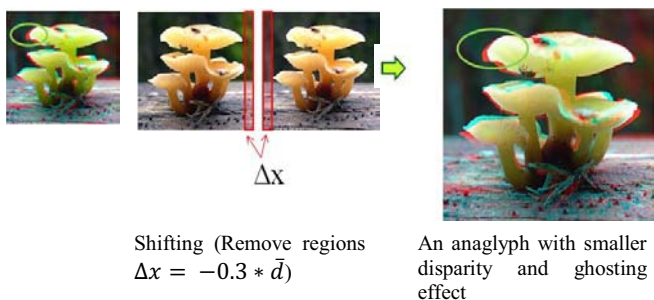 Δx
Shifting (Remove regions
Δx = −0.3 * d̄)
An anaglyph with smaller
disparity and ghosting
effect